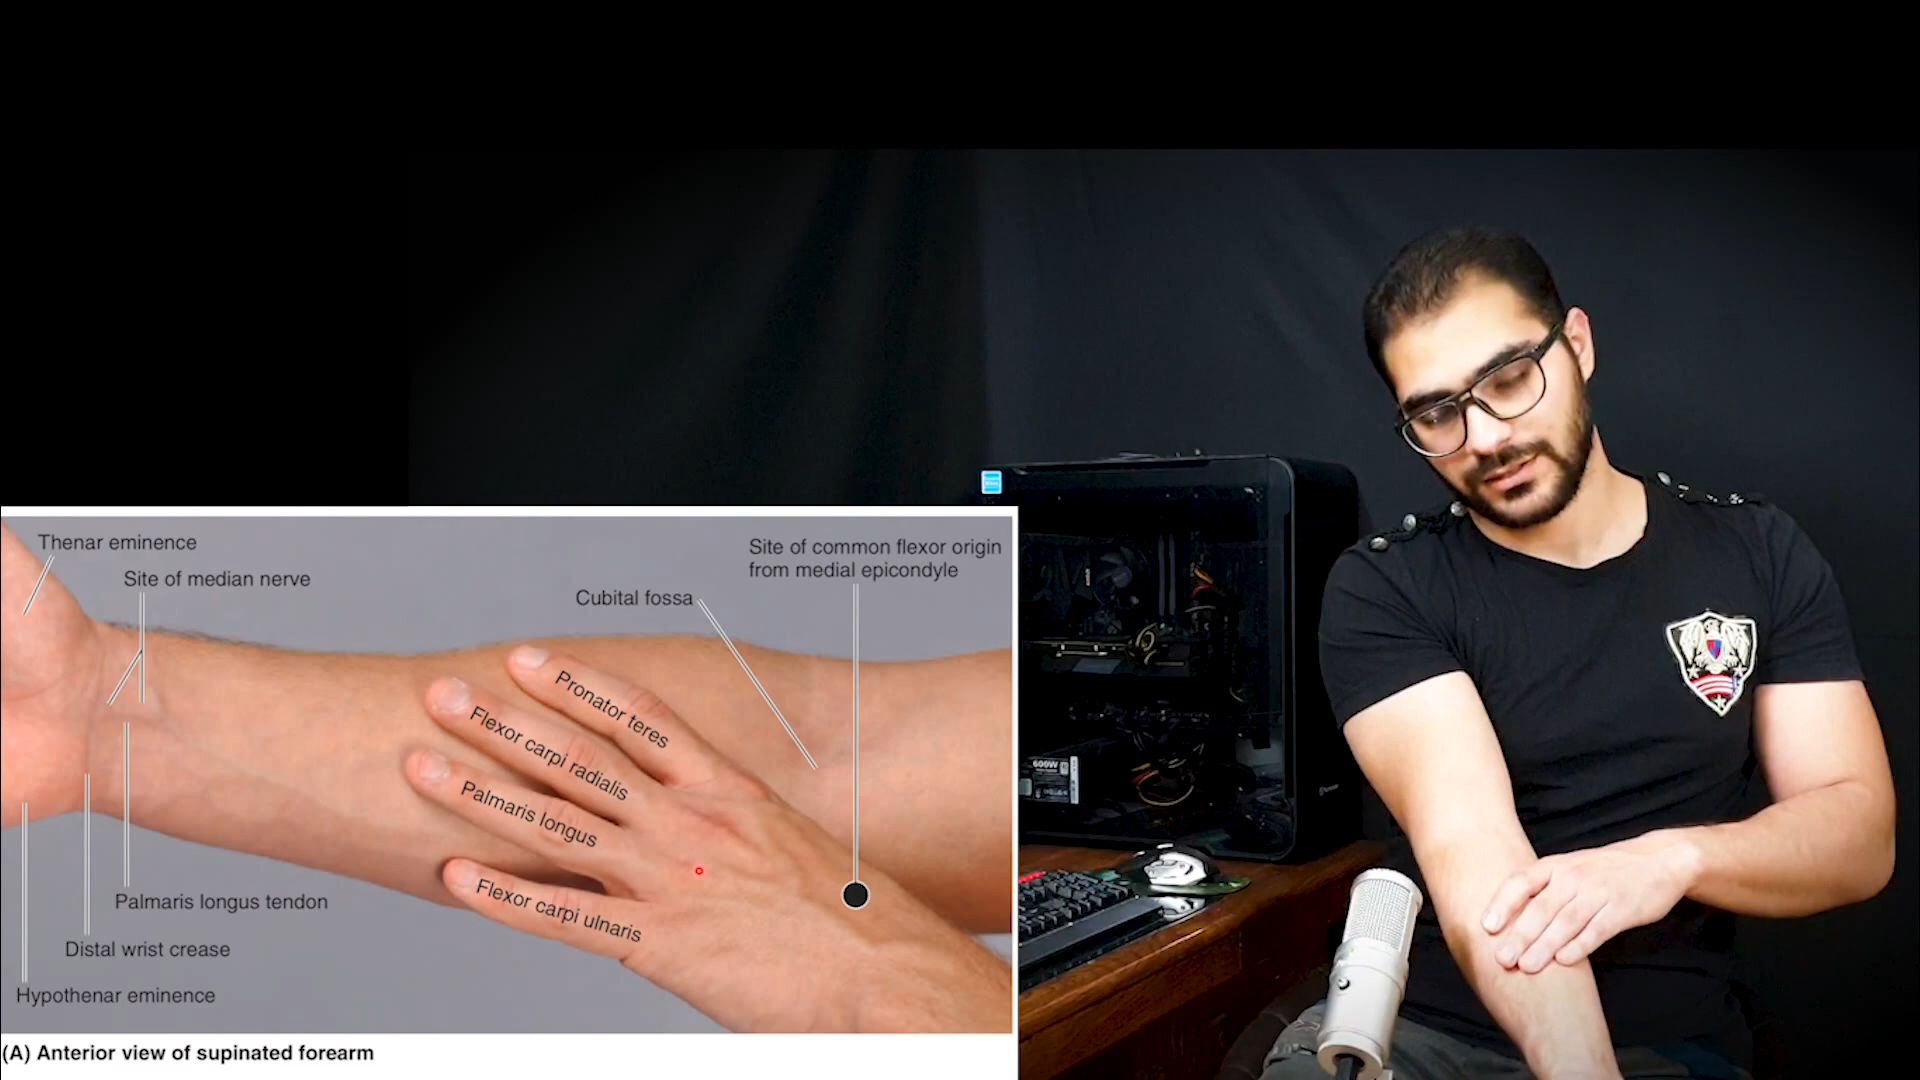 Thenar eminence
Site of median nerve
Cubital fossa
Site of common flexor origin
from medial epicondyle
Pronator teres
Flexor carpi radialis
Palmaris longus
Flexor carpi ulnaris
Palmaris longus tendon
Distal wrist crease
Hypothenar eminence
(A) Anterior view of supinated forearm
600W